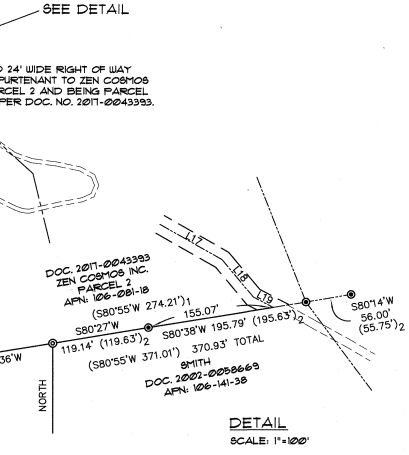 SEE DETAIL
24' WIDE RIGHT OF WAY
PURTENANT TO ZEN COSMOS
RCEL 2 AND BEING PARCEL
PER DOC. NO. 2017-0043393.
L17
L18
L19
DOC. 2017-0043393
ZEN COSMOS INC.
PARCEL 2
APN: 106-081-18
(S80°55'W 274.21')1
S80°27'W
155.07'
S80°14'W
56.00'
(55.75')2
36"W
119.14' (119.63')2
S80°38'W 195.79' (195.63')2
(S80°55'W 371.01') 370.93' TOTAL
SMITH
DOC. 2002-0058669
APN: 106-141-38
NORTH
DETAIL
SCALE: 1"=100'